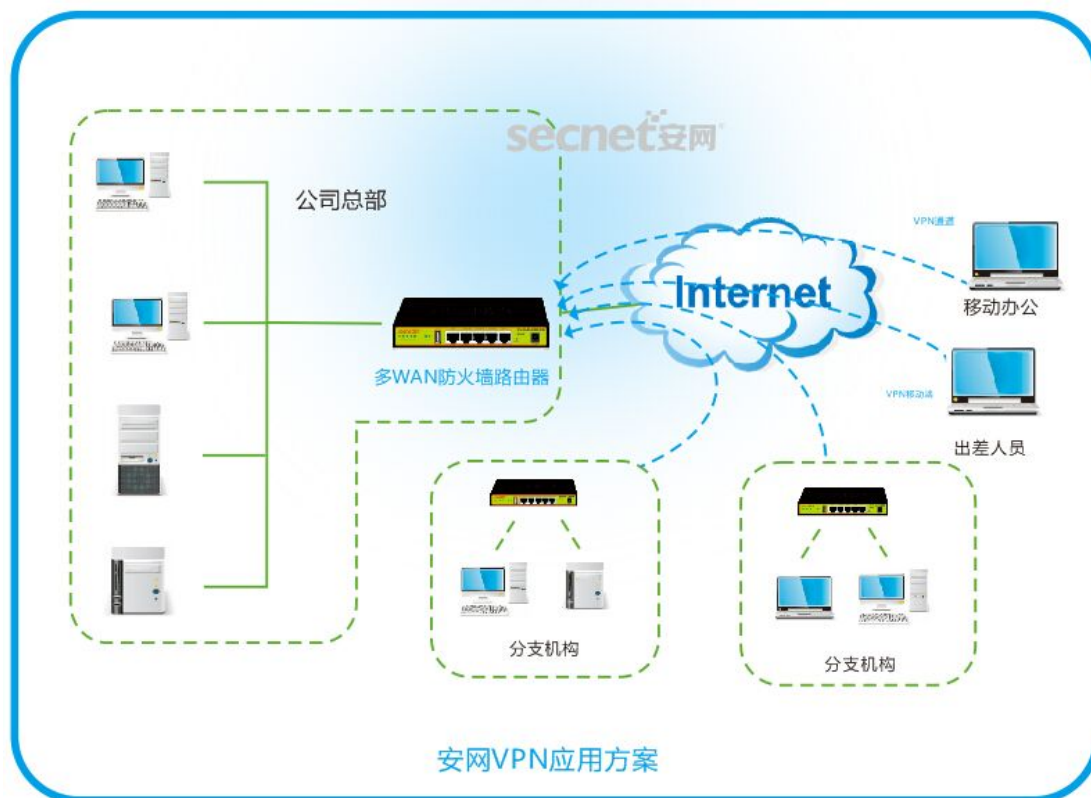 secnet安网
公司总部
VPN通道
Internet
移动办公
多WAN防火墙路由器
VPN移动端
出差人员
分支机构
分支机构
安网VPN应用方案